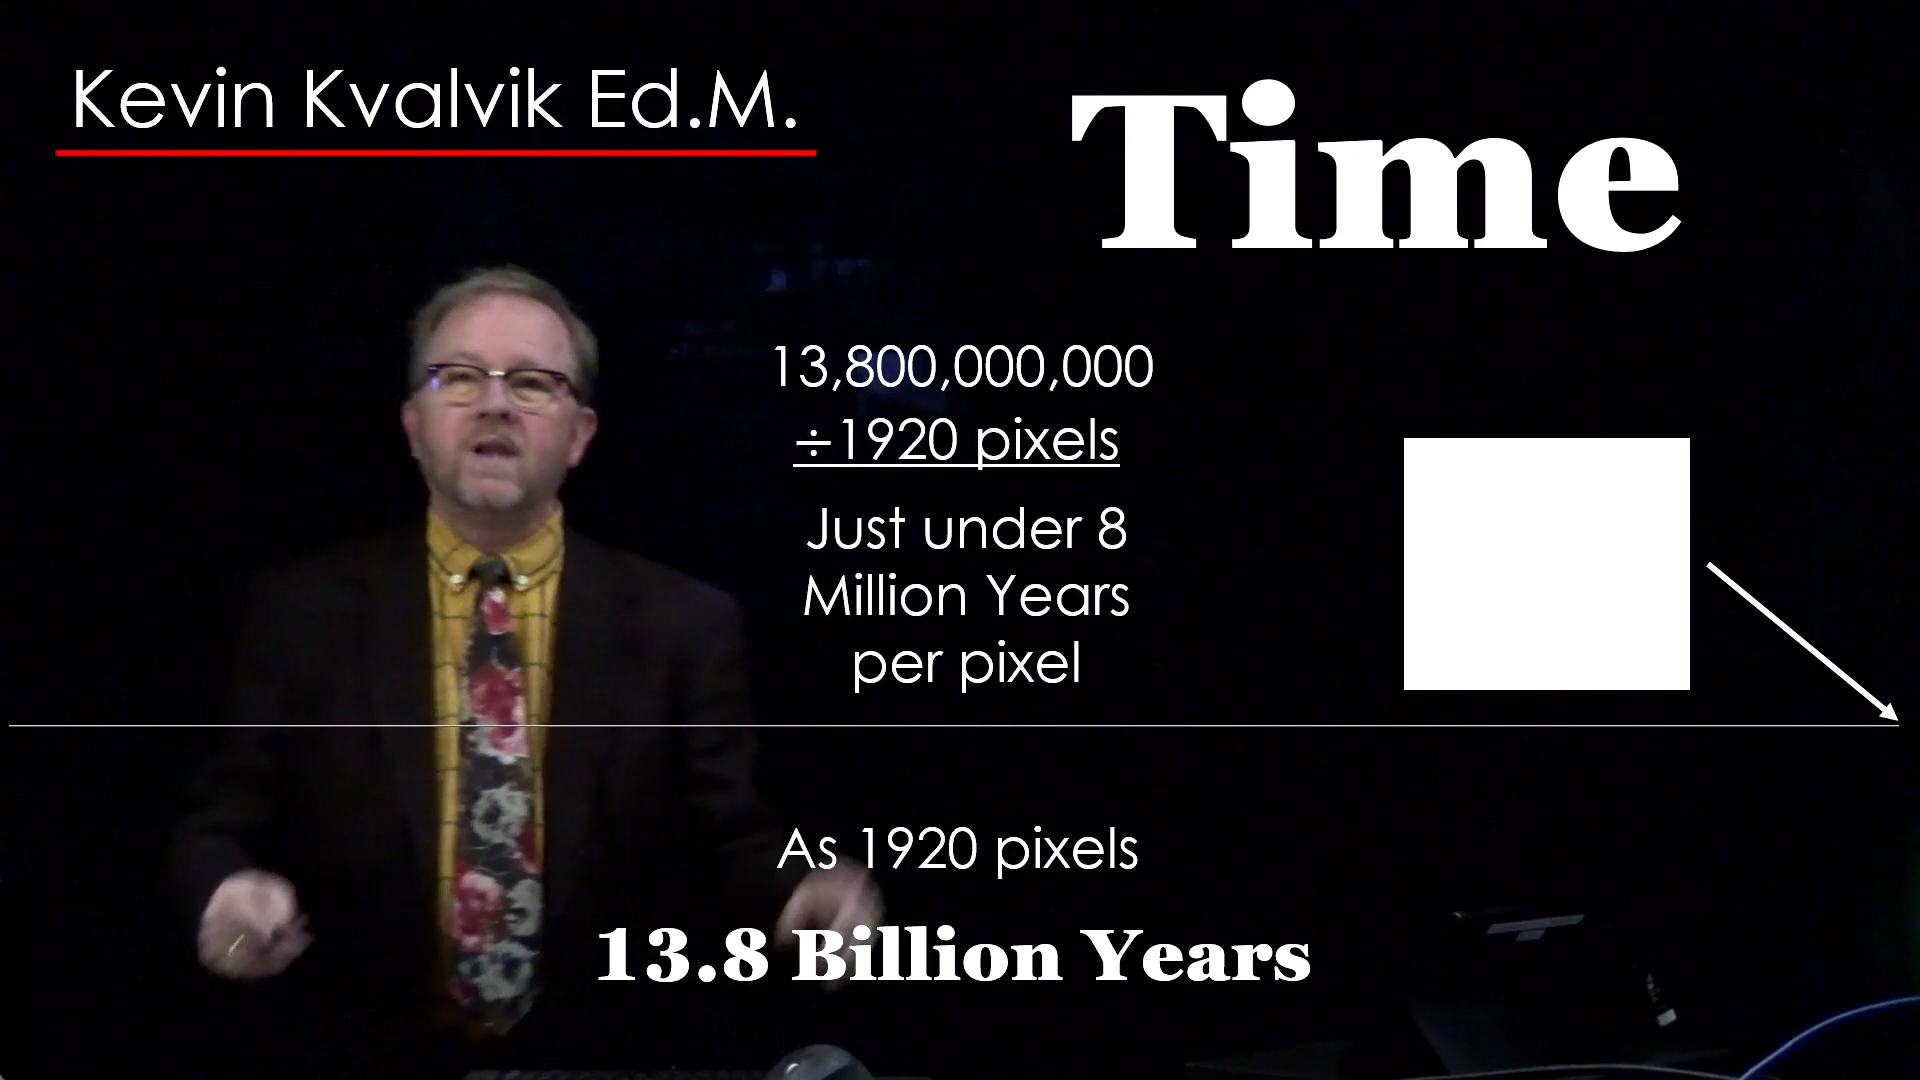 Kevin Kvalvik Ed.M.
Time
13,800,000,000
÷1920 pixels
Just under 8
Million Years
per pixel
As 1920 pixels
13.8 Billion Years